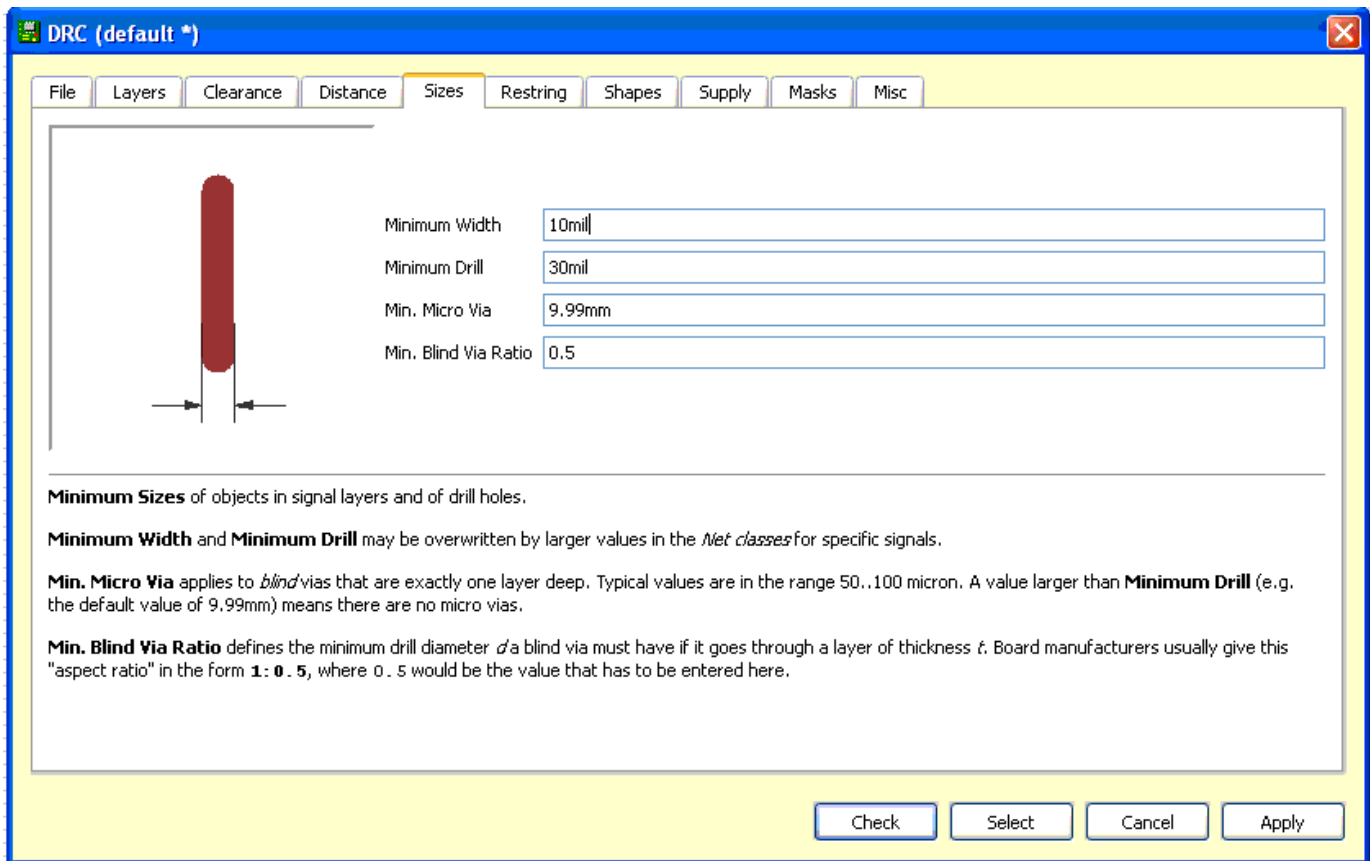 DRC (default *)
File Layers Clearance Distance Sizes Restring Shapes Supply Masks Misc
Minimum Width 10mil
Minimum Drill 30mil
Min. Micro Via 9.99mm
Min. Blind Via Ratio 0.5
Minimum Sizes of objects in signal layers and of drill holes.
Minimum Width and Minimum Drill may be overwritten by larger values in the Net classes for specific signals.
Min. Micro Via applies to blind vias that are exactly one layer deep. Typical values are in the range 50..100 micron. A value larger than Minimum Drill (e.g.
the default value of 9.99mm) means there are no micro vias.
Min. Blind Via Ratio defines the minimum drill diameter d a blind via must have if it goes through a layer of thickness t. Board manufacturers usually give this
"aspect ratio" in the form 1:0.5, where 0.5 would be the value that has to be entered here.
Check Select Cancel Apply